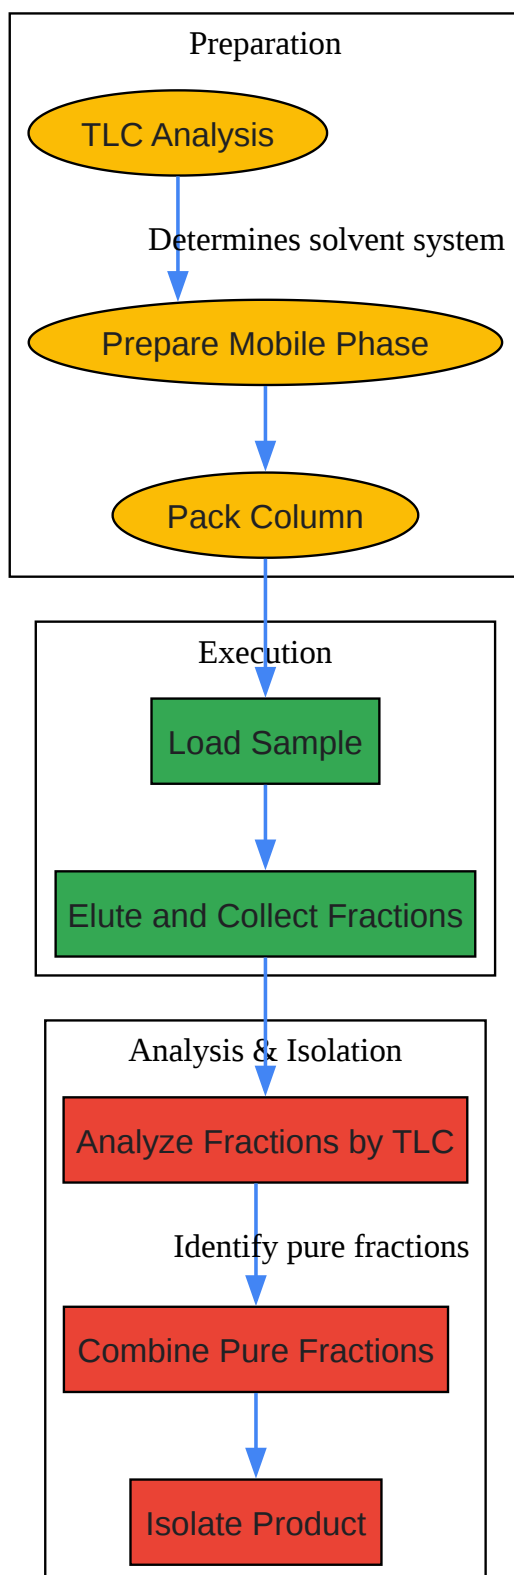 Preparation
TLC Analysis
Determines solvent system
Prepare Mobile Phase
Pack Column
Execution
Load Sample
Elute and Collect Fractions
Analysis & Isolation
Analyze Fractions by TLC
Identify pure fractions
Combine Pure Fractions
Isolate Product